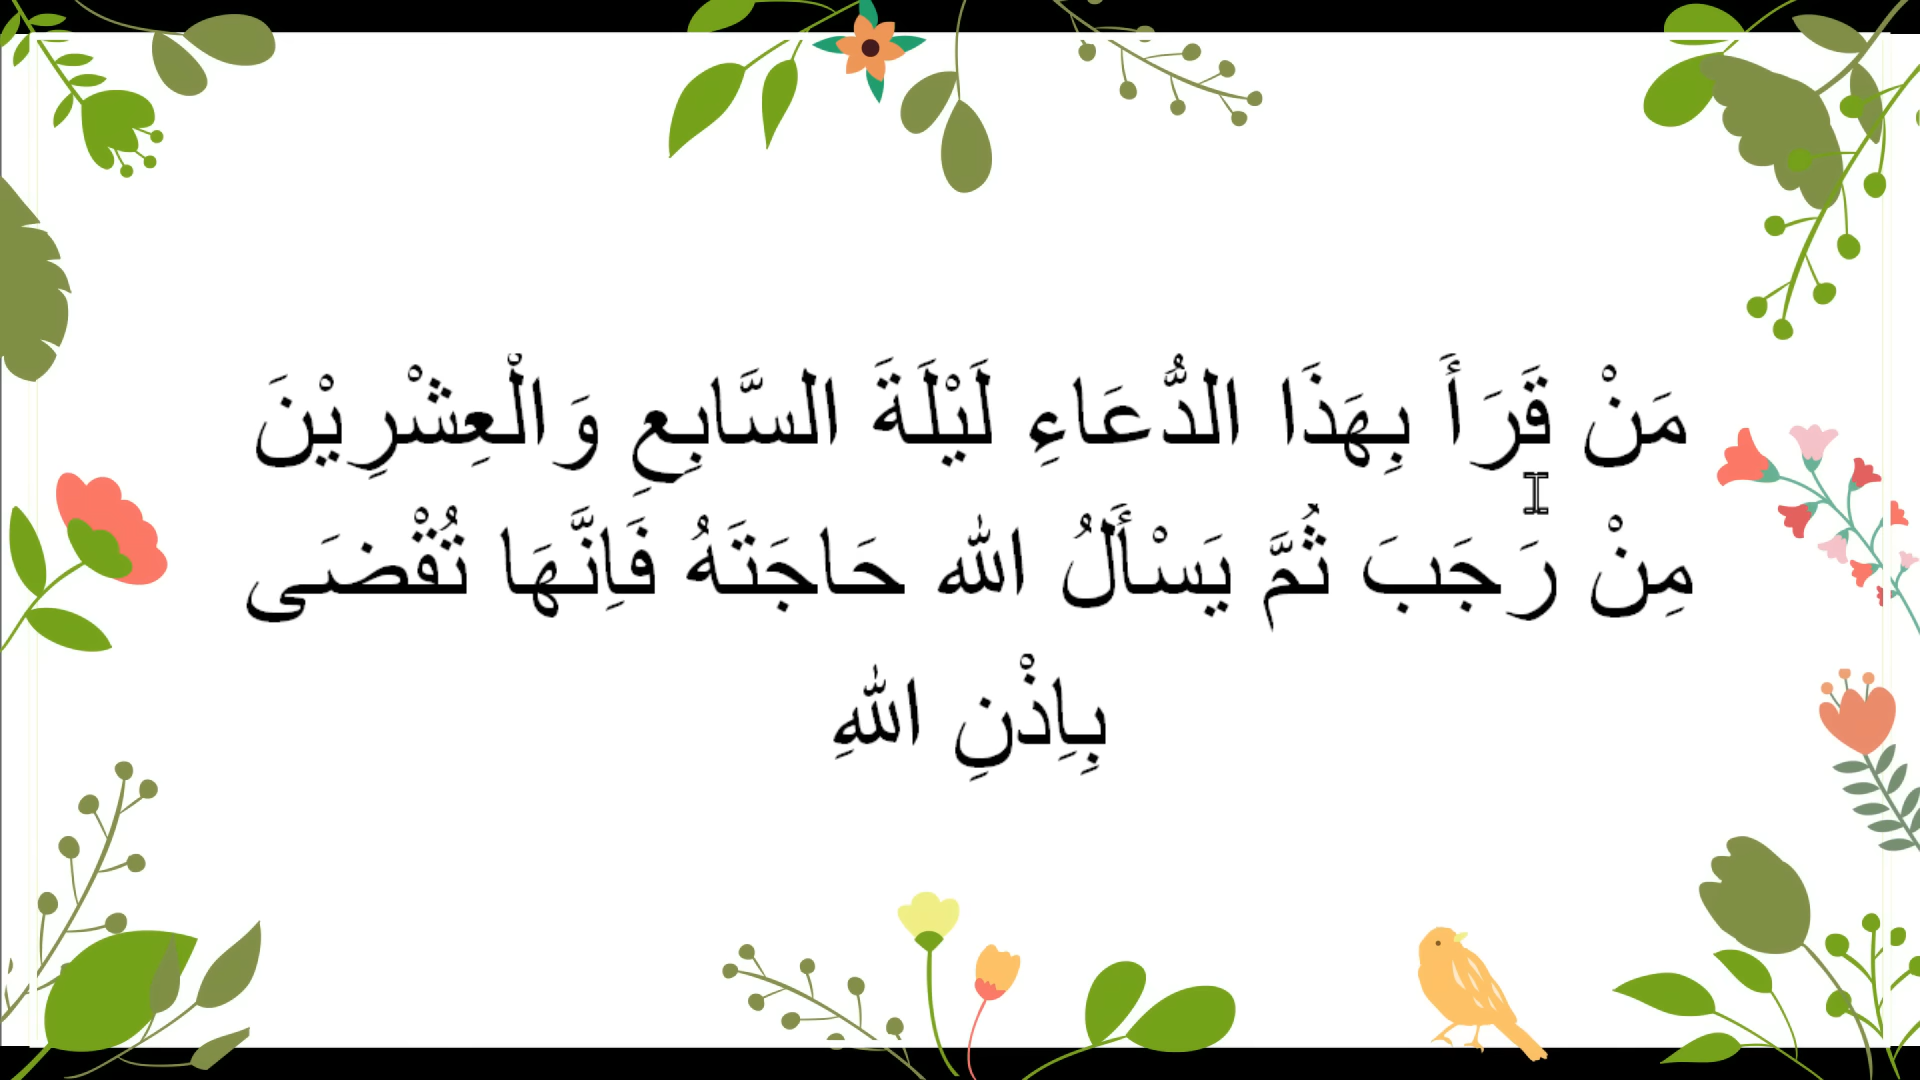 مَنْ قَرَأَ بِهَذَا الدُّعَاءِ لَيْلَةَ السَّابِعِ وَالْعِشْرِيْنَ
مِنْ رَجَبَ ثُمَّ يَسْأَلُ الله حَاجَتَهُ فَاِنَّهَا تُقْضَى
بِاِذْنِ اللهِ